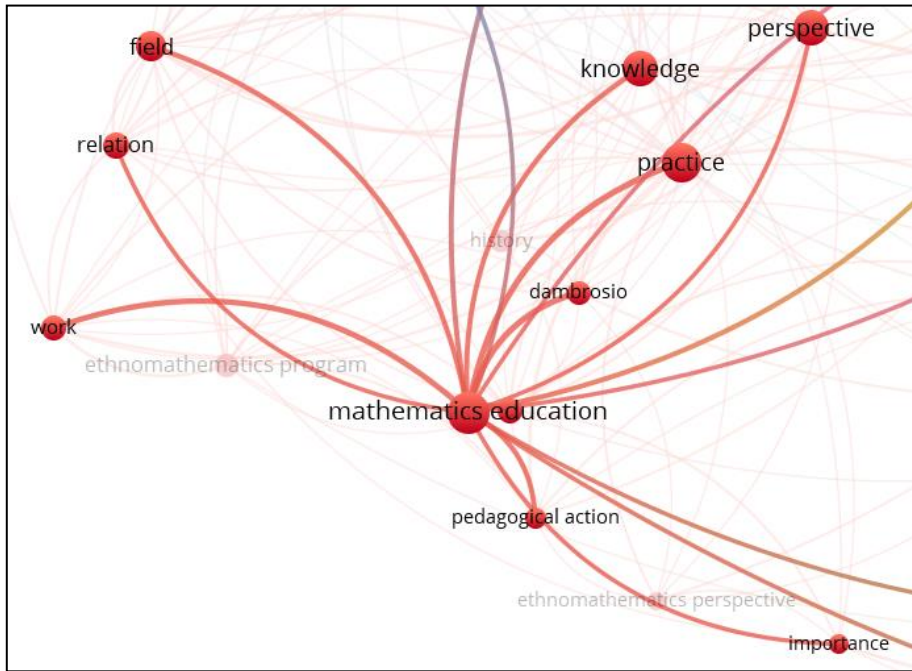 perspective
field
knowledge
relation
practice
history
dambrosio
work
ethnomathematics program
mathematics education
pedagogical action
ethnomathematics perspective
importance